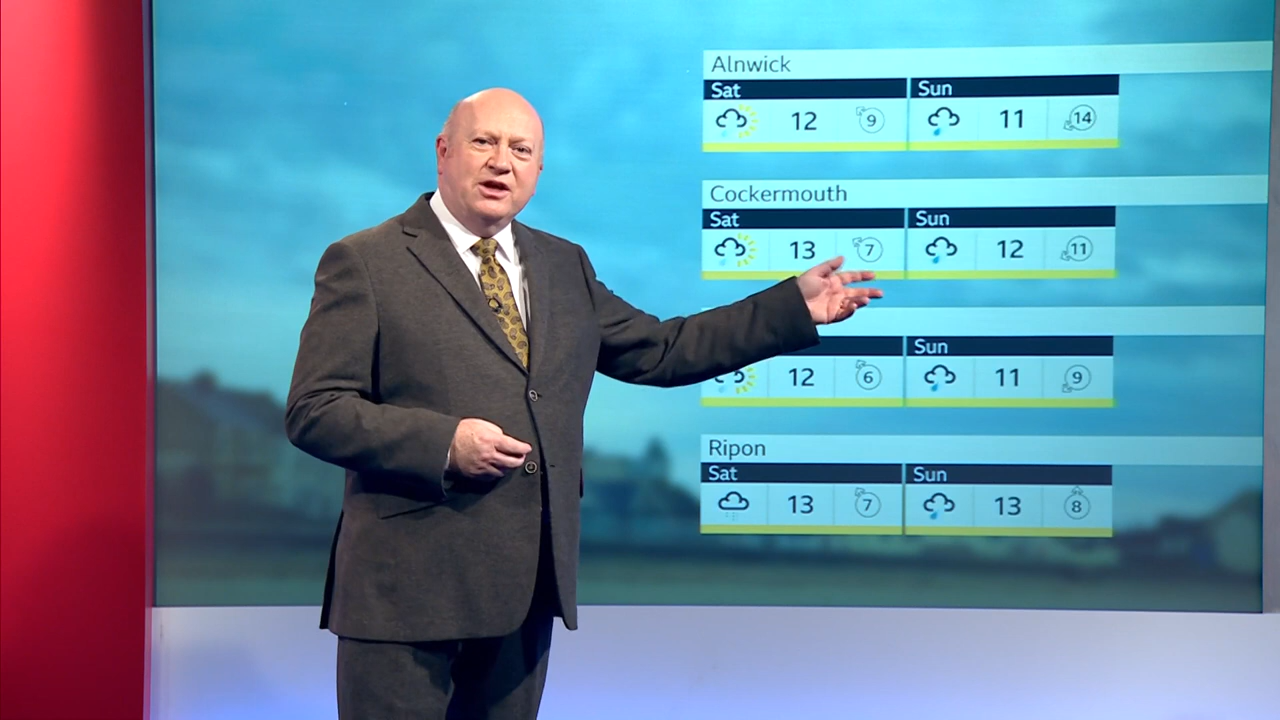 Alnwick
Sat Sun
12 9 11 14
Cockermouth
Sat Sun
13 7 12 11
Sun
12 6 11 9
Ripon
Sat Sun
13 7 13 8